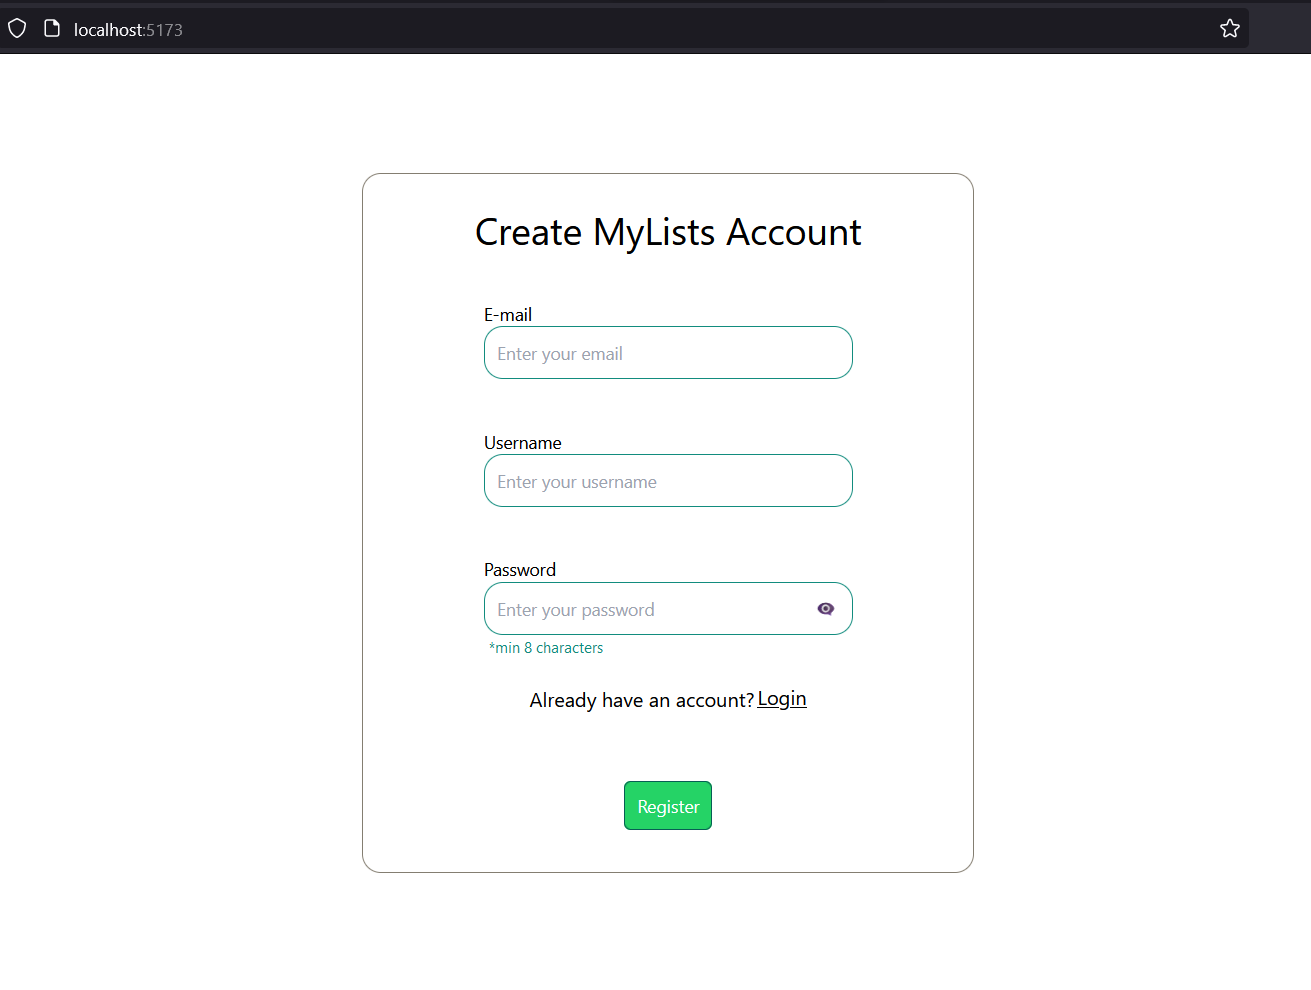 localhost:5173
Create MyLists Account
E-mail
Enter your email
Username
Enter your username
Password
Enter your password
*min 8 characters
Already have an account? Login
Register